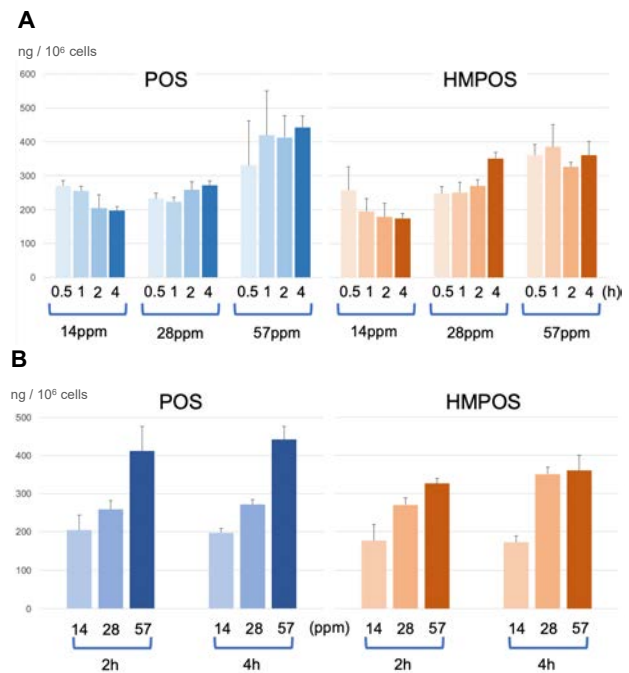 A
ng / 10⁶ cells
POS HMPOS
600
500
400
300
200
100
0
0.5 1 2 4 0.5 1 2 4 0.5 1 2 4 0.5 1 2 4 0.5 1 2 4 0.5 1 2 4 (h)
14ppm 28ppm 57ppm 14ppm 28ppm 57ppm
B
ng / 10⁶ cells
POS HMPOS
500
400
300
200
100
0
14 28 57 14 28 57 (ppm) 14 28 57 14 28 57
2h 4h 2h 4h